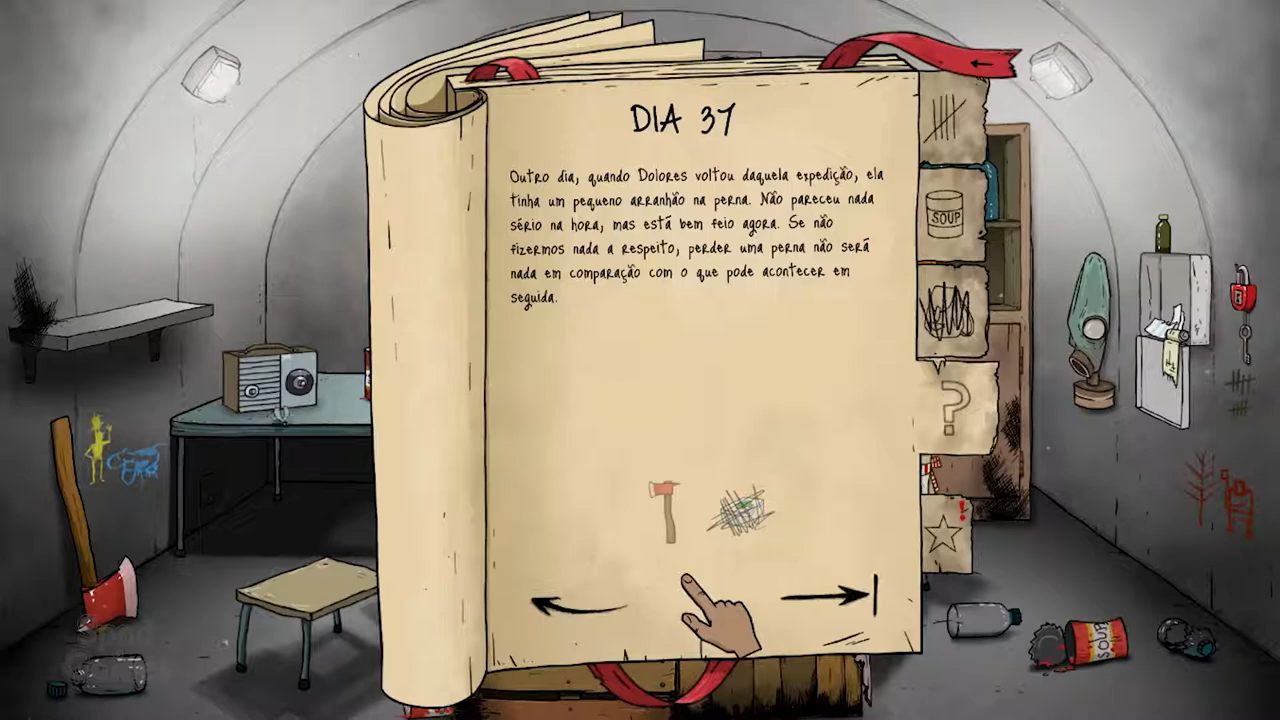 DIA 37
Outro dia, quando Dolores voltou daquela expedição, ela
tinha um pequeno arranhão na perna. Não pareceu nada
sério na hora, mas está bem feio agora. Se não
fizermos nada a respeito, perder uma perna não será
nada em comparação com o que pode acontecer em
seguida.
SOUP
?
!
SOUP